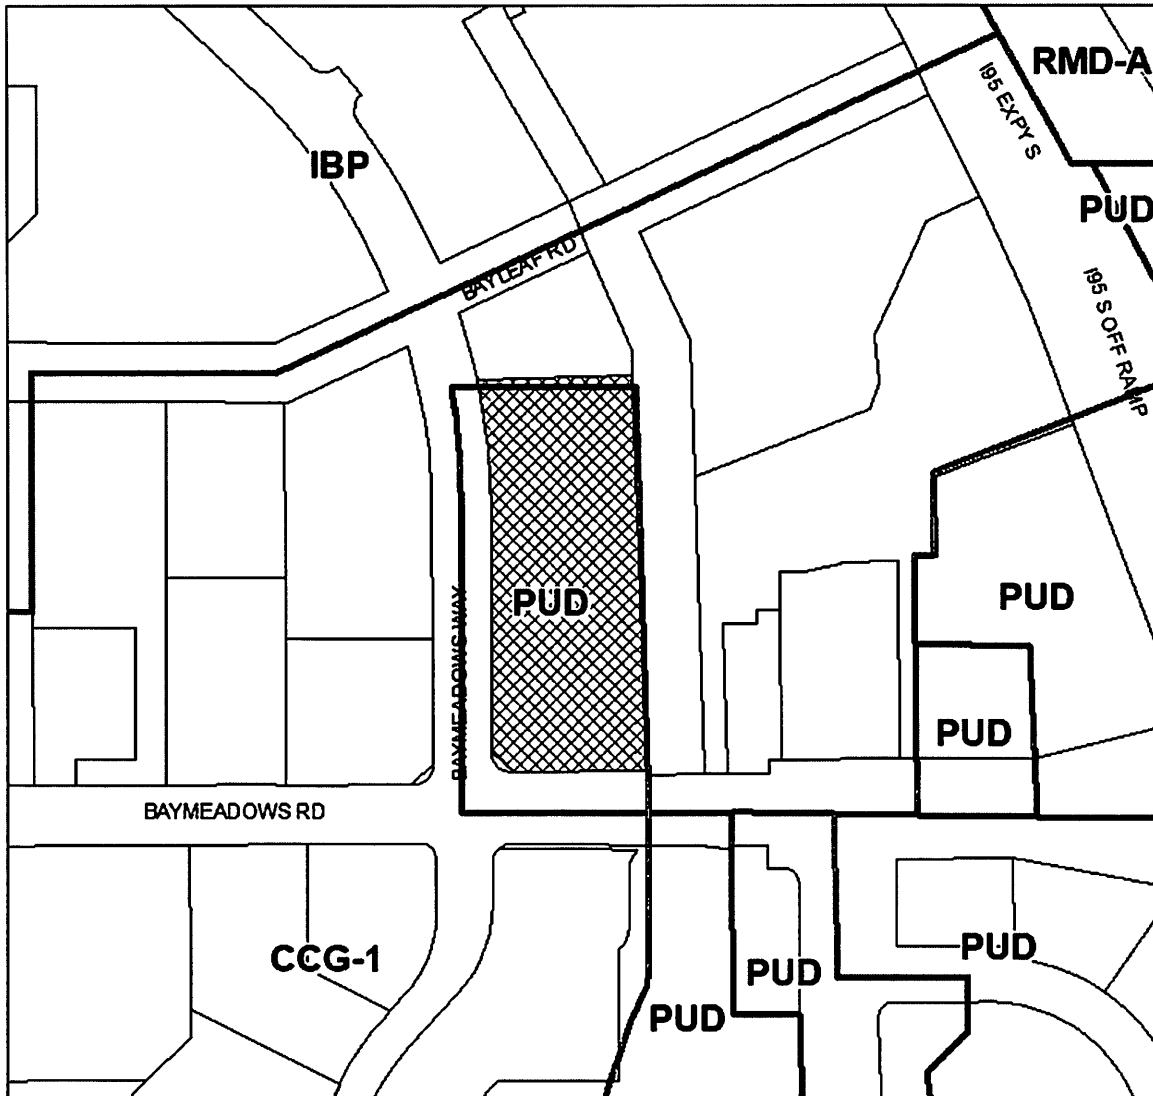 RMD-A
I95 EXPY S
IBP
PUD
BAYLEAF RD
I95 S OFF RAMP
PUD
PUD
BAYMEADOWS WAY
PUD
BAYMEADOWS RD
CCG-1
PUD
PUD
PUD